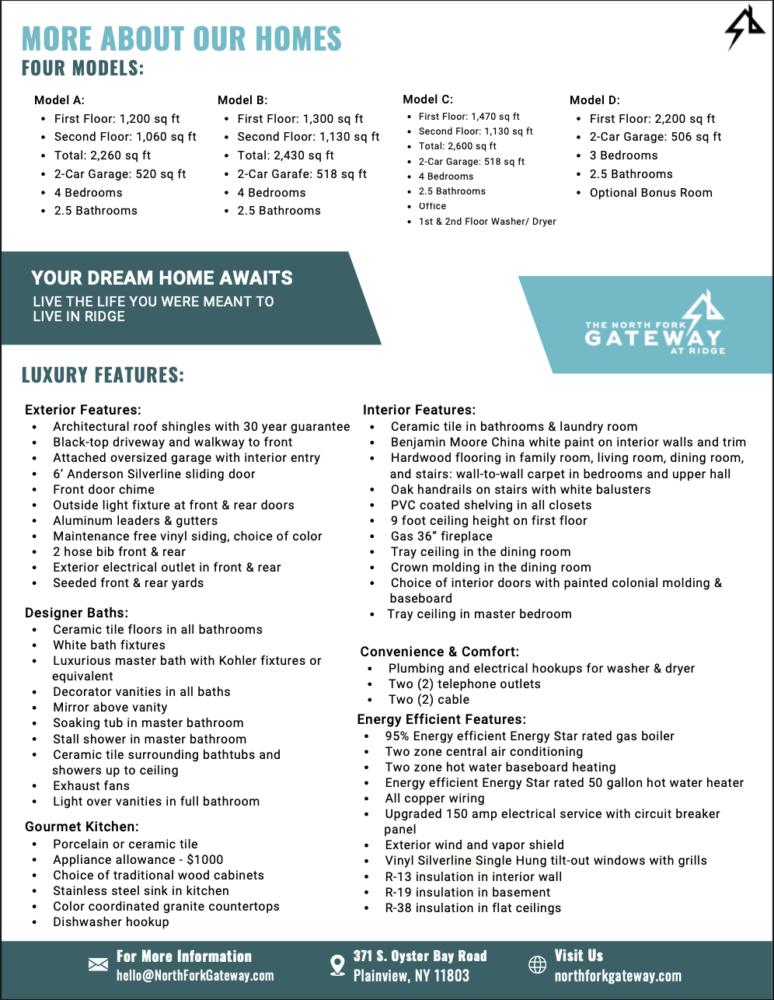 MORE ABOUT OUR HOMES
FOUR MODELS:
Model A:
• First Floor: 1,200 sq ft
• Second Floor: 1,060 sq ft
• Total: 2,260 sq ft
• 2-Car Garage: 520 sq ft
• 4 Bedrooms
• 2.5 Bathrooms
Model B:
• First Floor: 1,300 sq ft
• Second Floor: 1,130 sq ft
• Total: 2,430 sq ft
• 2-Car Garafe: 518 sq ft
• 4 Bedrooms
• 2.5 Bathrooms
Model C:
• First Floor: 1,470 sq ft
• Second Floor: 1,130 sq ft
• Total: 2,600 sq ft
• 2-Car Garage: 518 sq ft
• 4 Bedrooms
• 2.5 Bathrooms
• Office
• 1st & 2nd Floor Washer/ Dryer
Model D:
• First Floor: 2,200 sq ft
• 2-Car Garage: 506 sq ft
• 3 Bedrooms
• 2.5 Bathrooms
• Optional Bonus Room
YOUR DREAM HOME AWAITS
LIVE THE LIFE YOU WERE MEANT TO
LIVE IN RIDGE
THE NORTH FORK
GATEWAY
AT RIDGE
LUXURY FEATURES:
Exterior Features:
• Architectural roof shingles with 30 year guarantee
• Black-top driveway and walkway to front
• Attached oversized garage with interior entry
• 6’ Anderson Silverline sliding door
• Front door chime
• Outside light fixture at front & rear doors
• Aluminum leaders & gutters
• Maintenance free vinyl siding, choice of color
• 2 hose bib front & rear
• Exterior electrical outlet in front & rear
• Seeded front & rear yards
Designer Baths:
• Ceramic tile floors in all bathrooms
• White bath fixtures
• Luxurious master bath with Kohler fixtures or
equivalent
• Decorator vanities in all baths
• Mirror above vanity
• Soaking tub in master bathroom
• Stall shower in master bathroom
• Ceramic tile surrounding bathtubs and
showers up to ceiling
• Exhaust fans
• Light over vanities in full bathroom
Gourmet Kitchen:
• Porcelain or ceramic tile
• Appliance allowance - $1000
• Choice of traditional wood cabinets
• Stainless steel sink in kitchen
• Color coordinated granite countertops
• Dishwasher hookup
Interior Features:
• Ceramic tile in bathrooms & laundry room
• Benjamin Moore China white paint on interior walls and trim
• Hardwood flooring in family room, living room, dining room,
and stairs: wall-to-wall carpet in bedrooms and upper hall
• Oak handrails on stairs with white balusters
• PVC coated shelving in all closets
• 9 foot ceiling height on first floor
• Gas 36” fireplace
• Tray ceiling in the dining room
• Crown molding in the dining room
• Choice of interior doors with painted colonial molding &
baseboard
• Tray ceiling in master bedroom
Convenience & Comfort:
• Plumbing and electrical hookups for washer & dryer
• Two (2) telephone outlets
• Two (2) cable
Energy Efficient Features:
• 95% Energy efficient Energy Star rated gas boiler
• Two zone central air conditioning
• Two zone hot water baseboard heating
• Energy efficient Energy Star rated 50 gallon hot water heater
• All copper wiring
• Upgraded 150 amp electrical service with circuit breaker
panel
• Exterior wind and vapor shield
• Vinyl Silverline Single Hung tilt-out windows with grills
• R-13 insulation in interior wall
• R-19 insulation in basement
• R-38 insulation in flat ceilings
For More Information
hello@NorthForkGateway.com
371 S. Oyster Bay Road
Plainview, NY 11803
Visit Us
northforkgateway.com